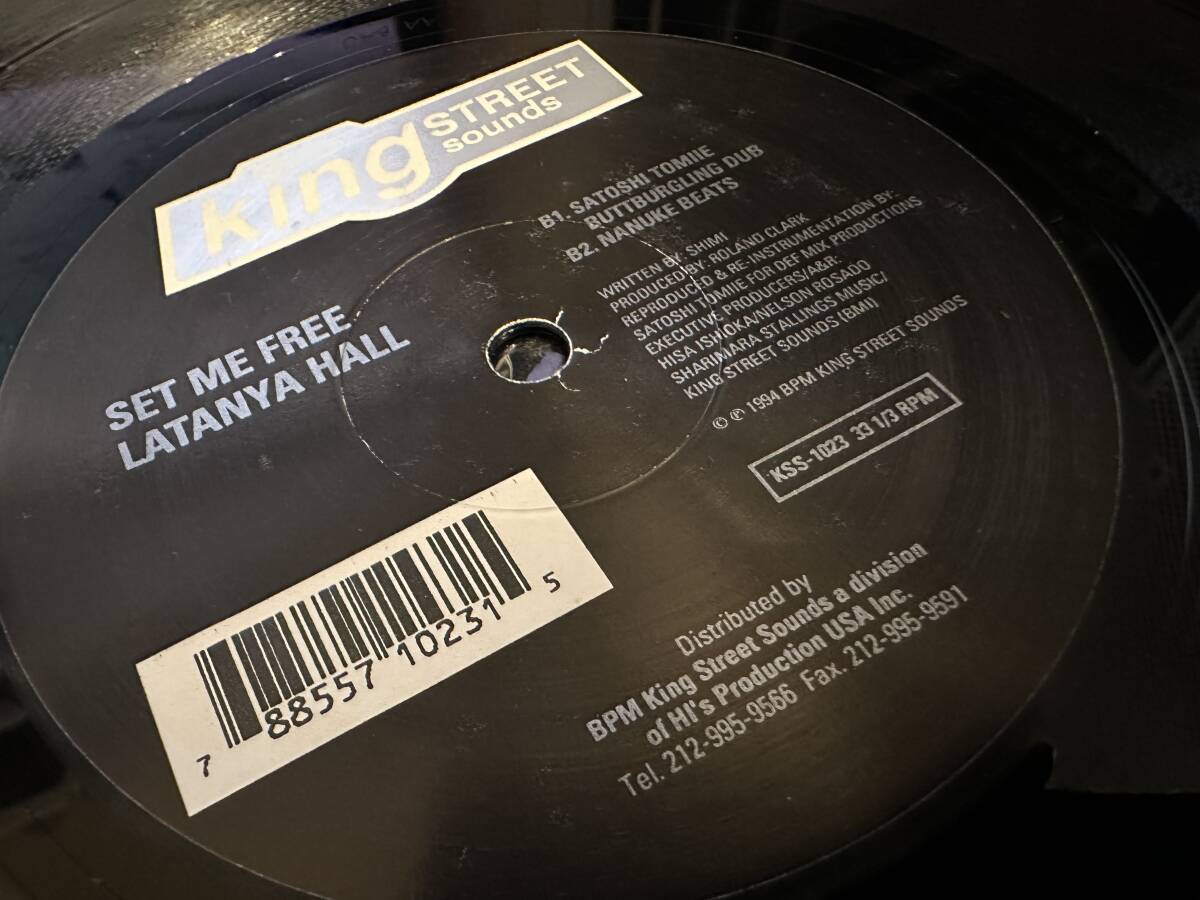 king STREET
sounds
SET ME FREE
LATANYA HALL
B1. SATOSHI TOMIIE
BUTTBURGLING DUB
B2. NANUKE BEATS
WRITTEN BY: SHIMI
PRODUCED BY: ROLAND CLARK
REPRODUCED & RE-INSTRUMENTATION BY:
SATOSHI TOMIIE FOR DEF MIX PRODUCTIONS
EXECUTIVE PRODUCERS/A&R-
HISA ISHIOKA/NELSON ROSADO
SHARIMARA STALLINGS MUSIC/
KING STREET SOUNDS (BMI)
© ℗ 1994 BPM KING STREET SOUNDS
KSS-1023 33 1/3 RPM
7 88557 10231 5
Distributed by
BPM King Street Sounds a division
of HI's Production USA Inc.
Tel. 212-995-9566 Fax. 212-995-9591